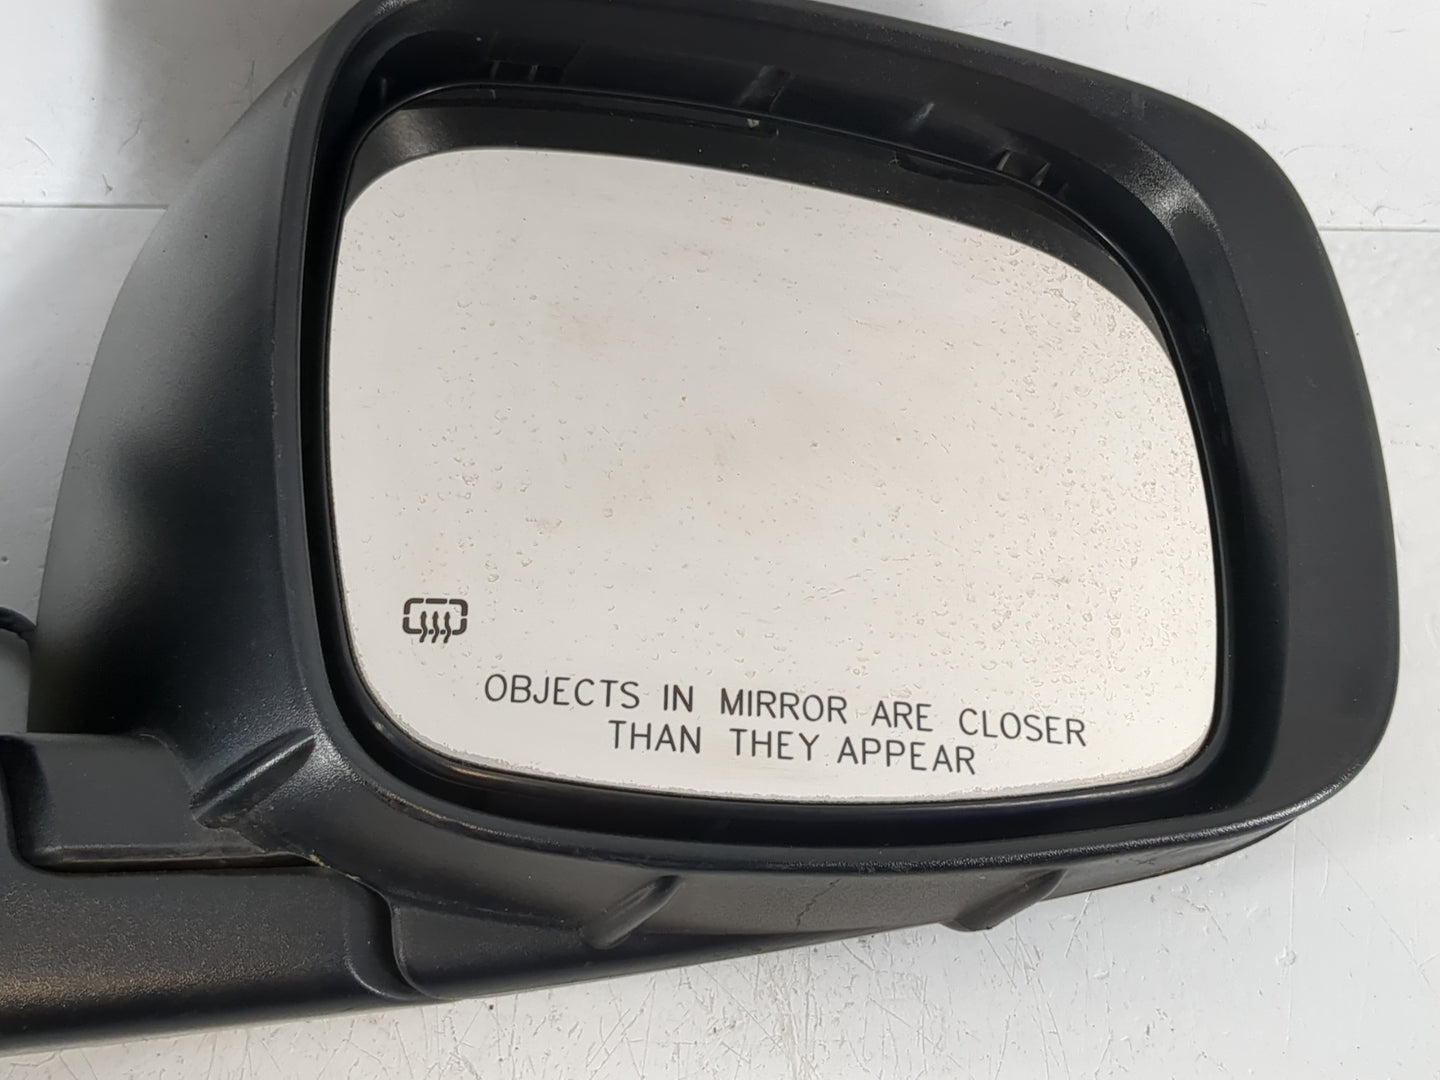 OBJECTS IN MIRROR ARE CLOSER
THAN THEY APPEAR